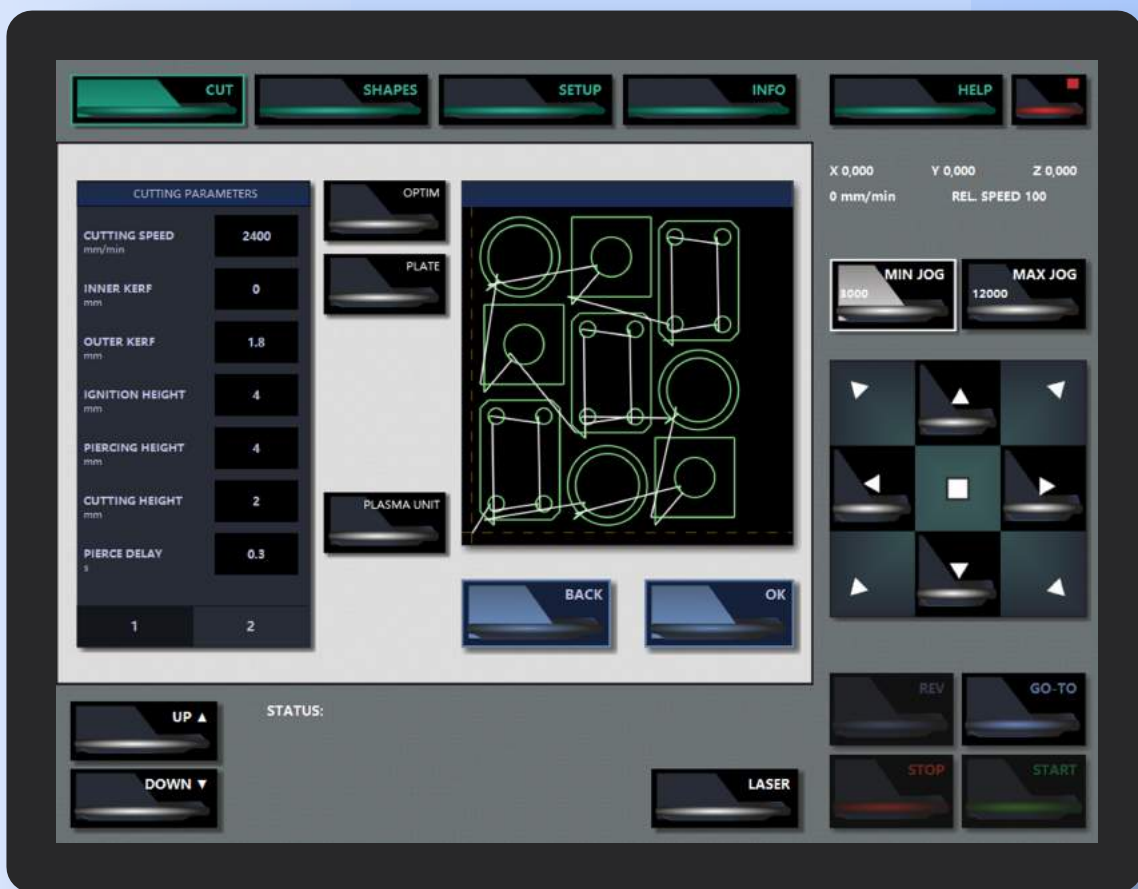 CUT
SHAPES
SETUP
INFO
HELP
X 0,000 Y 0,000 Z 0,000
0 mm/min REL. SPEED 100
CUTTING PARAMETERS
CUTTING SPEED 2400
mm/min
INNER KERF 0
mm
OUTER KERF 1.8
mm
IGNITION HEIGHT 4
mm
PIERCING HEIGHT 4
mm
CUTTING HEIGHT 2
mm
PIERCE DELAY 0.3
s
1 2
OPTIM
PLATE
PLASMA UNIT
BACK
OK
MIN JOG
3000
MAX JOG
12000
UP ▲
DOWN ▼
STATUS:
LASER
REV
GO-TO
STOP
START